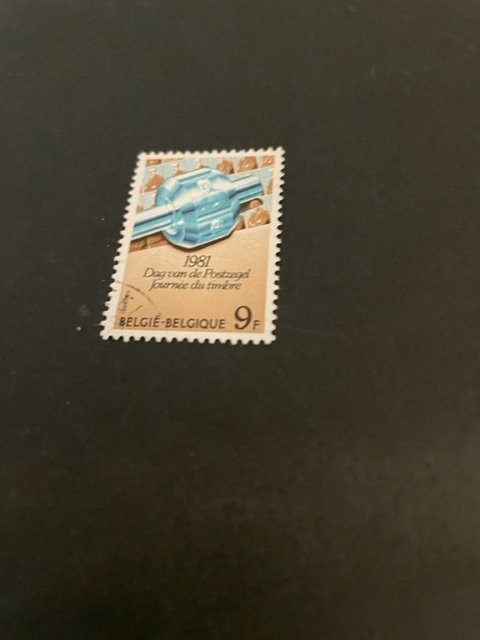 1981
Dag van de Postzegel
Journée du timbre
BELGIË-BELGIQUE 9F